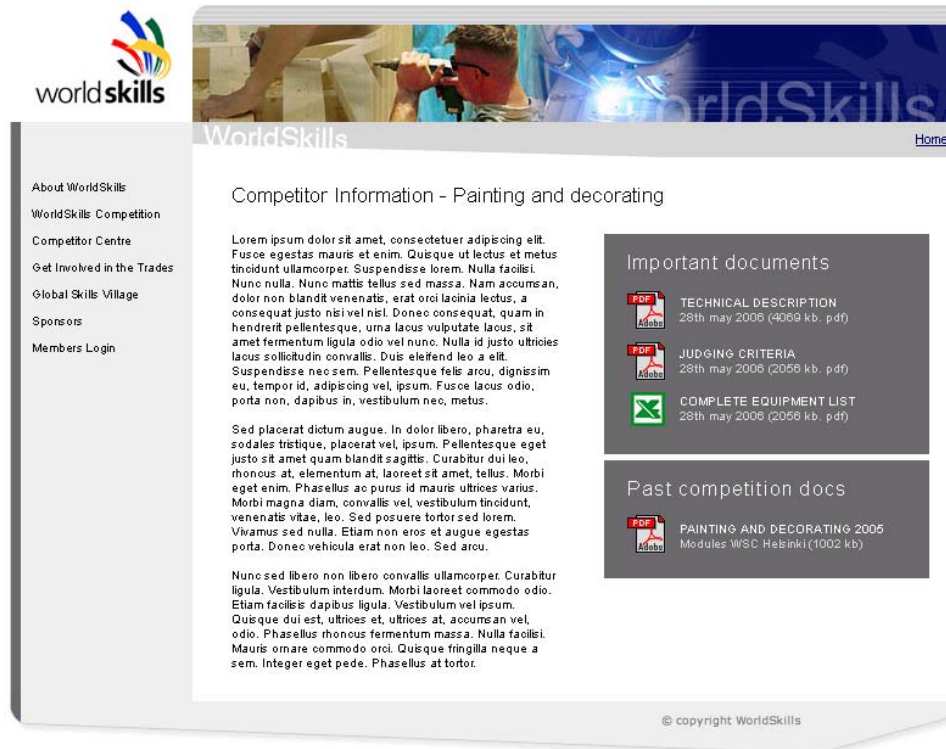 worldskills
WorldSkills
WorldSkills
Home
About WorldSkills
WorldSkills Competition
Competitor Centre
Get Involved in the Trades
Global Skills Village
Sponsors
Members Login
Competitor Information - Painting and decorating
Lorem ipsum dolor sit amet, consectetuer adipiscing elit.
Fusce egestas mauris et enim. Quisque ut lectus et metus
tincidunt ullamcorper. Suspendisse lorem. Nulla facilisi.
Nunc nulla. Nunc mattis tellus sed massa. Nam accumsan,
dolor non blandit venenatis, erat orci lacinia lectus, a
consequat justo nisi vel nisl. Donec consequat, quam in
hendrerit pellentesque, urna lacus vulputate lacus, sit
amet fermentum ligula odio vel nunc. Nulla id justo ultricies
lacus sollicitudin convallis. Duis eleifend leo a elit.
Suspendisse nec sem. Pellentesque felis arcu, dignissim
eu, tempor id, adipiscing vel, ipsum. Fusce lacus odio,
porta non, dapibus in, vestibulum nec, metus.
Sed placerat dictum augue. In dolor libero, pharetra eu,
sodales tristique, placerat vel, ipsum. Pellentesque eget
justo sit amet quam blandit sagittis. Curabitur dui leo,
rhoncus at, elementum at, laoreet sit amet, tellus. Morbi
eget enim. Phasellus ac purus id mauris ultrices varius.
Morbi magna diam, convallis vel, vestibulum tincidunt,
venenatis vitae, leo. Sed posuere tortor sed lorem.
Vivamus sed nulla. Etiam non eros et augue egestas
porta. Donec vehicula erat non leo. Sed arcu.
Nunc sed libero non libero convallis ullamcorper. Curabitur
ligula. Vestibulum interdum. Morbi laoreet commodo odio.
Etiam facilisis dapibus ligula. Vestibulum vel ipsum.
Quisque dui est, ultrices et, ultrices at, accumsan vel,
odio. Phasellus rhoncus fermentum massa. Nulla facilisi.
Mauris ornare commodo orci. Quisque fringilla neque a
sem. Integer eget pede. Phasellus at tortor.
Important documents
PDF
Adobe
TECHNICAL DESCRIPTION
28th may 2006 (4069 kb. pdf)
PDF
Adobe
JUDGING CRITERIA
28th may 2006 (2056 kb. pdf)
COMPLETE EQUIPMENT LIST
28th may 2006 (2056 kb. pdf)
Past competition docs
PDF
Adobe
PAINTING AND DECORATING 2005
Modules WSC Helsinki (1002 kb)
© copyright WorldSkills